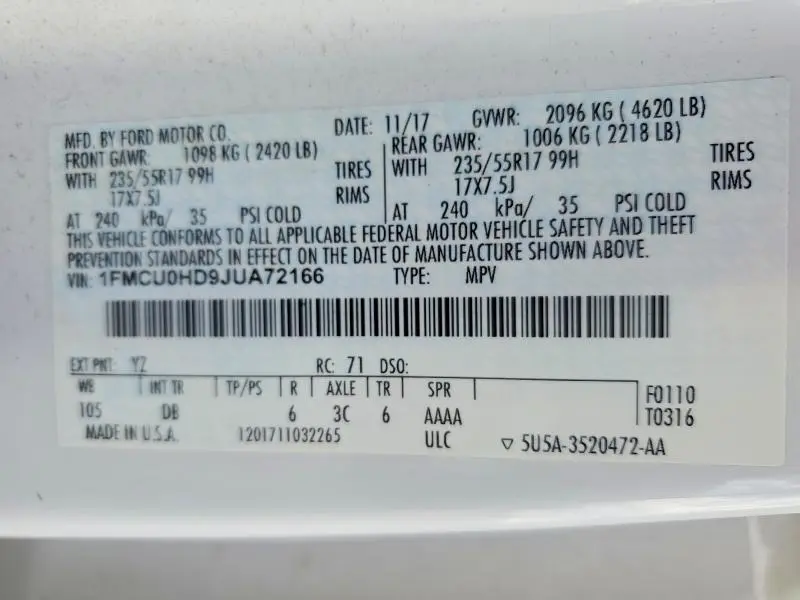 MFD. BY FORD MOTOR CO. DATE: 11/17 GVWR: 2096 KG ( 4620 LB)
FRONT GAWR: 1098 KG ( 2420 LB) REAR GAWR: 1006 KG ( 2218 LB)
WITH 235/55R17 99H TIRES WITH 235/55R17 99H TIRES
17X7.5J RIMS 17X7.5J RIMS
AT 240 kPa/ 35 PSI COLD AT 240 kPa/ 35 PSI COLD
THIS VEHICLE CONFORMS TO ALL APPLICABLE FEDERAL MOTOR VEHICLE SAFETY AND THEFT
PREVENTION STANDARDS IN EFFECT ON THE DATE OF MANUFACTURE SHOWN ABOVE.
VIN: 1FMCU0HD9JUA72166 TYPE: MPV
EXT PNT: YZ RC: 71 DSO:
WB INT TR TP/PS R AXLE TR SPR F0110
105 DB 6 3C 6 AAAA T0316
MADE IN U.S.A. 1201711032265 ULC ▽ 5U5A-3520472-AA